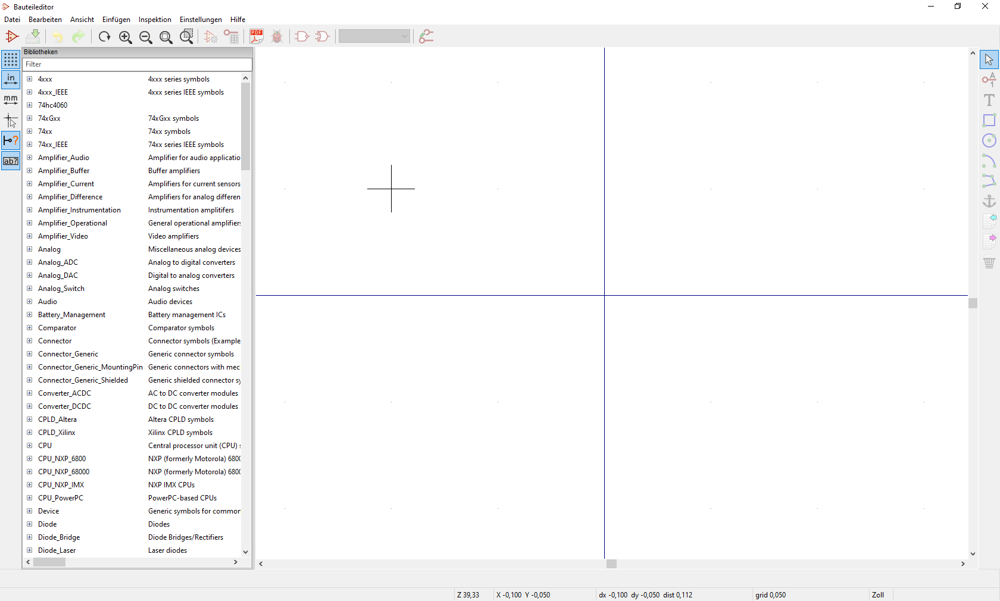 Bauteileditor
Datei Bearbeiten Ansicht Einfügen Inspektion Einstellungen Hilfe
PDF
Bibliotheken
Filter
in
mm
ab?
A
1
T
4xxx 4xxx series symbols
4xxx_IEEE 4xxx series IEEE symbols
74hc4060
74xGxx 74xGxx symbols
74xx 74xx symbols
74xx_IEEE 74xx series IEEE symbols
Amplifier_Audio Amplifier for audio applicatio
Amplifier_Buffer Buffer amplifiers
Amplifier_Current Amplifiers for current sensors
Amplifier_Difference Amplifiers for analog differen
Amplifier_Instrumentation Instrumentation amplitifers
Amplifier_Operational General operational amplifiers
Amplifier_Video Video amplifiers
Analog Miscellaneous analog devices
Analog_ADC Analog to digital converters
Analog_DAC Digital to analog converters
Analog_Switch Analog switches
Audio Audio devices
Battery_Management Battery management ICs
Comparator Comparator symbols
Connector Connector symbols (Example
Connector_Generic Generic connector symbols
Connector_Generic_MountingPin Generic connectors with mec
Connector_Generic_Shielded Generic shielded connector sy
Converter_ACDC AC to DC converter modules
Converter_DCDC DC to DC converter modules
CPLD_Altera Altera CPLD symbols
CPLD_Xilinx Xilinx CPLD symbols
CPU Central processor unit (CPU) s
CPU_NXP_6800 NXP (formerly Motorola) 6800
CPU_NXP_68000 NXP (formerly Motorola) 6800
CPU_NXP_IMX NXP IMX CPUs
CPU_PowerPC PowerPC-based CPUs
Device Generic symbols for common
Diode Diodes
Diode_Bridge Diode Bridges/Rectifiers
Diode_Laser Laser diodes
Z 39,33 X -0,100 Y -0,050 dx -0,100 dy -0,050 dist 0,112 grid 0,050 Zoll